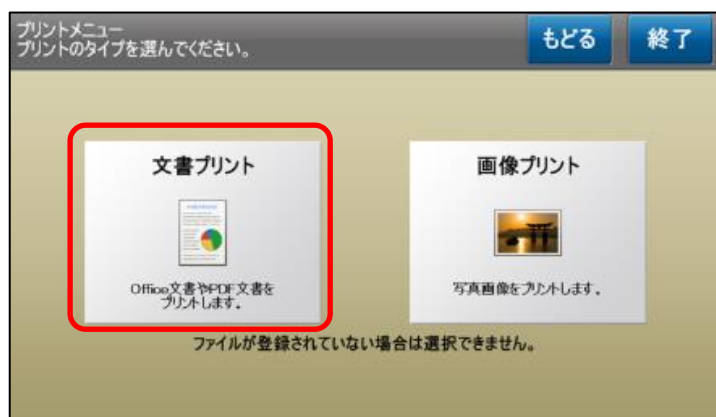 プリントメニュー
プリントのタイプを選んでください。
もどる
終了
文書プリント
Office文書やPDF文書を
プリントします。
画像プリント
写真画像をプリントします。
ファイルが登録されていない場合は選択できません。